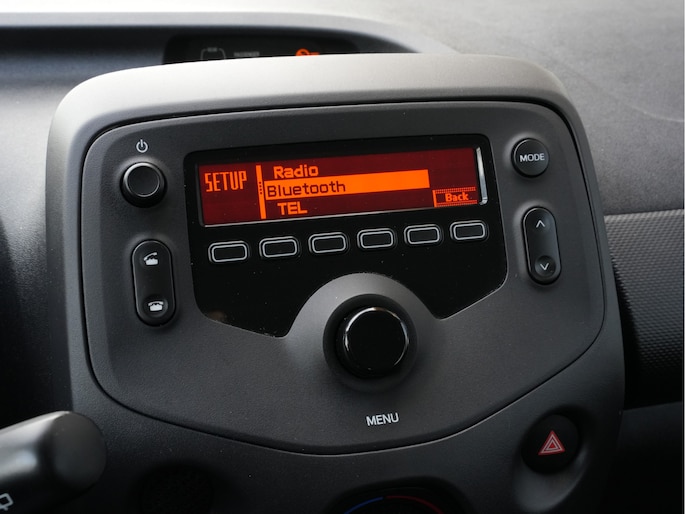 SETUP
Radio
Bluetooth
TEL
Back
MODE
MENU